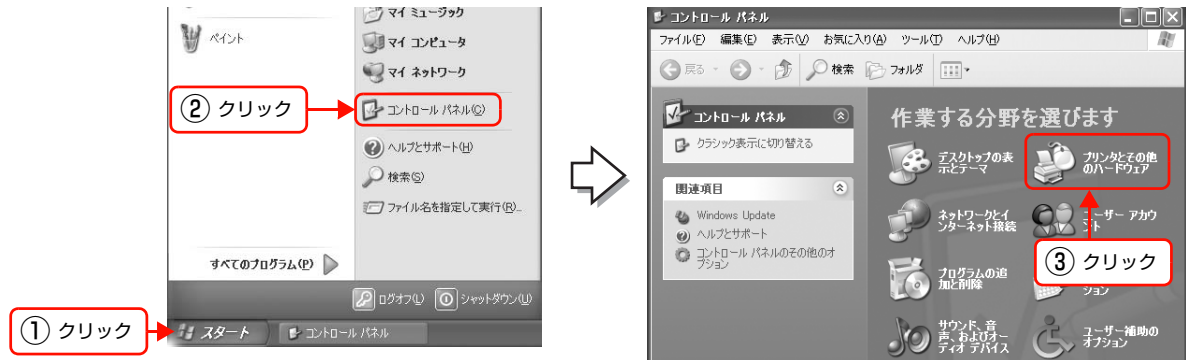 マイ ミュージック
ペイント
マイ コンピュータ
マイ ネットワーク
② クリック
コントロール パネル(C)
ヘルプとサポート(H)
検索(S)
ファイル名を指定して実行(R)...
すべてのプログラム(P)
ログオフ(L)
シャットダウン(U)
① クリック
スタート
コントロール パネル
コントロール パネル
ファイル(F) 編集(E) 表示(V) お気に入り(A) ツール(T) ヘルプ(H)
戻る
検索
フォルダ
コントロール パネル
クラシック表示に切り替える
関連項目
Windows Update
ヘルプとサポート
コントロール パネルのその他のオ
プション
作業する分野を選びます
デスクトップの表
示とテーマ
プリンタとその他
のハードウェア
ネットワークとイ
ンターネット接続
ユーザー アカウ
ント
③ クリック
プログラムの追
加と削除
ション
サウンド、音
声、およびオー
ディオ デバイス
ユーザー補助の
オプション